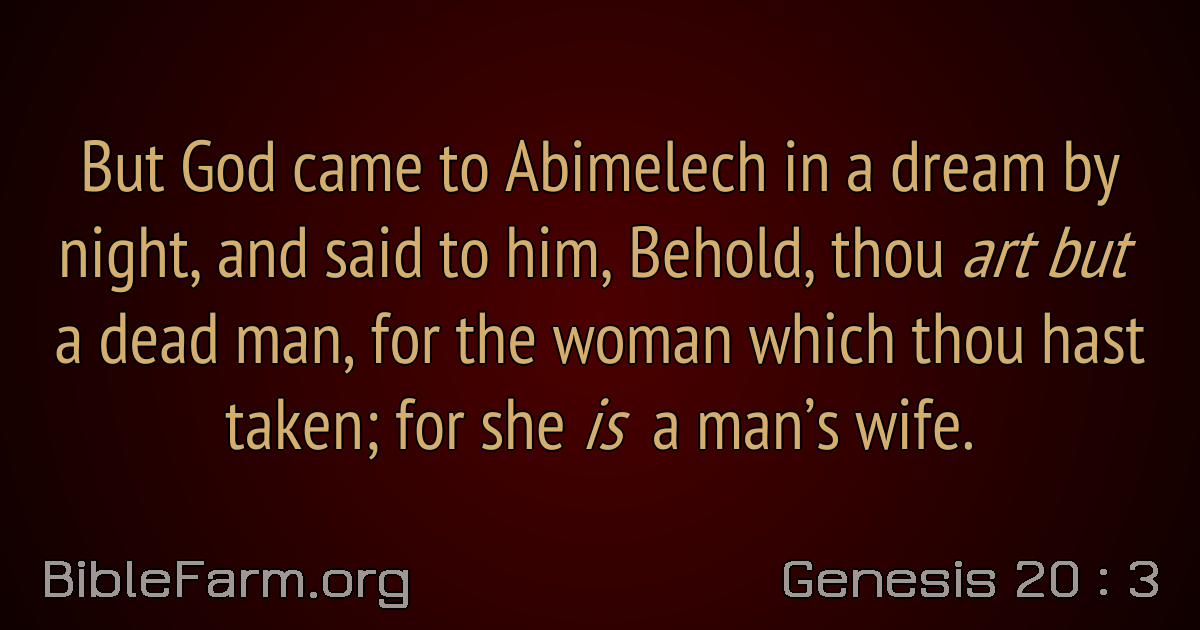 But God came to Abimelech in a dream by
night, and said to him, Behold, thou art but
a dead man, for the woman which thou hast
taken; for she is a man’s wife.
BibleFarm.org
Genesis 20 : 3